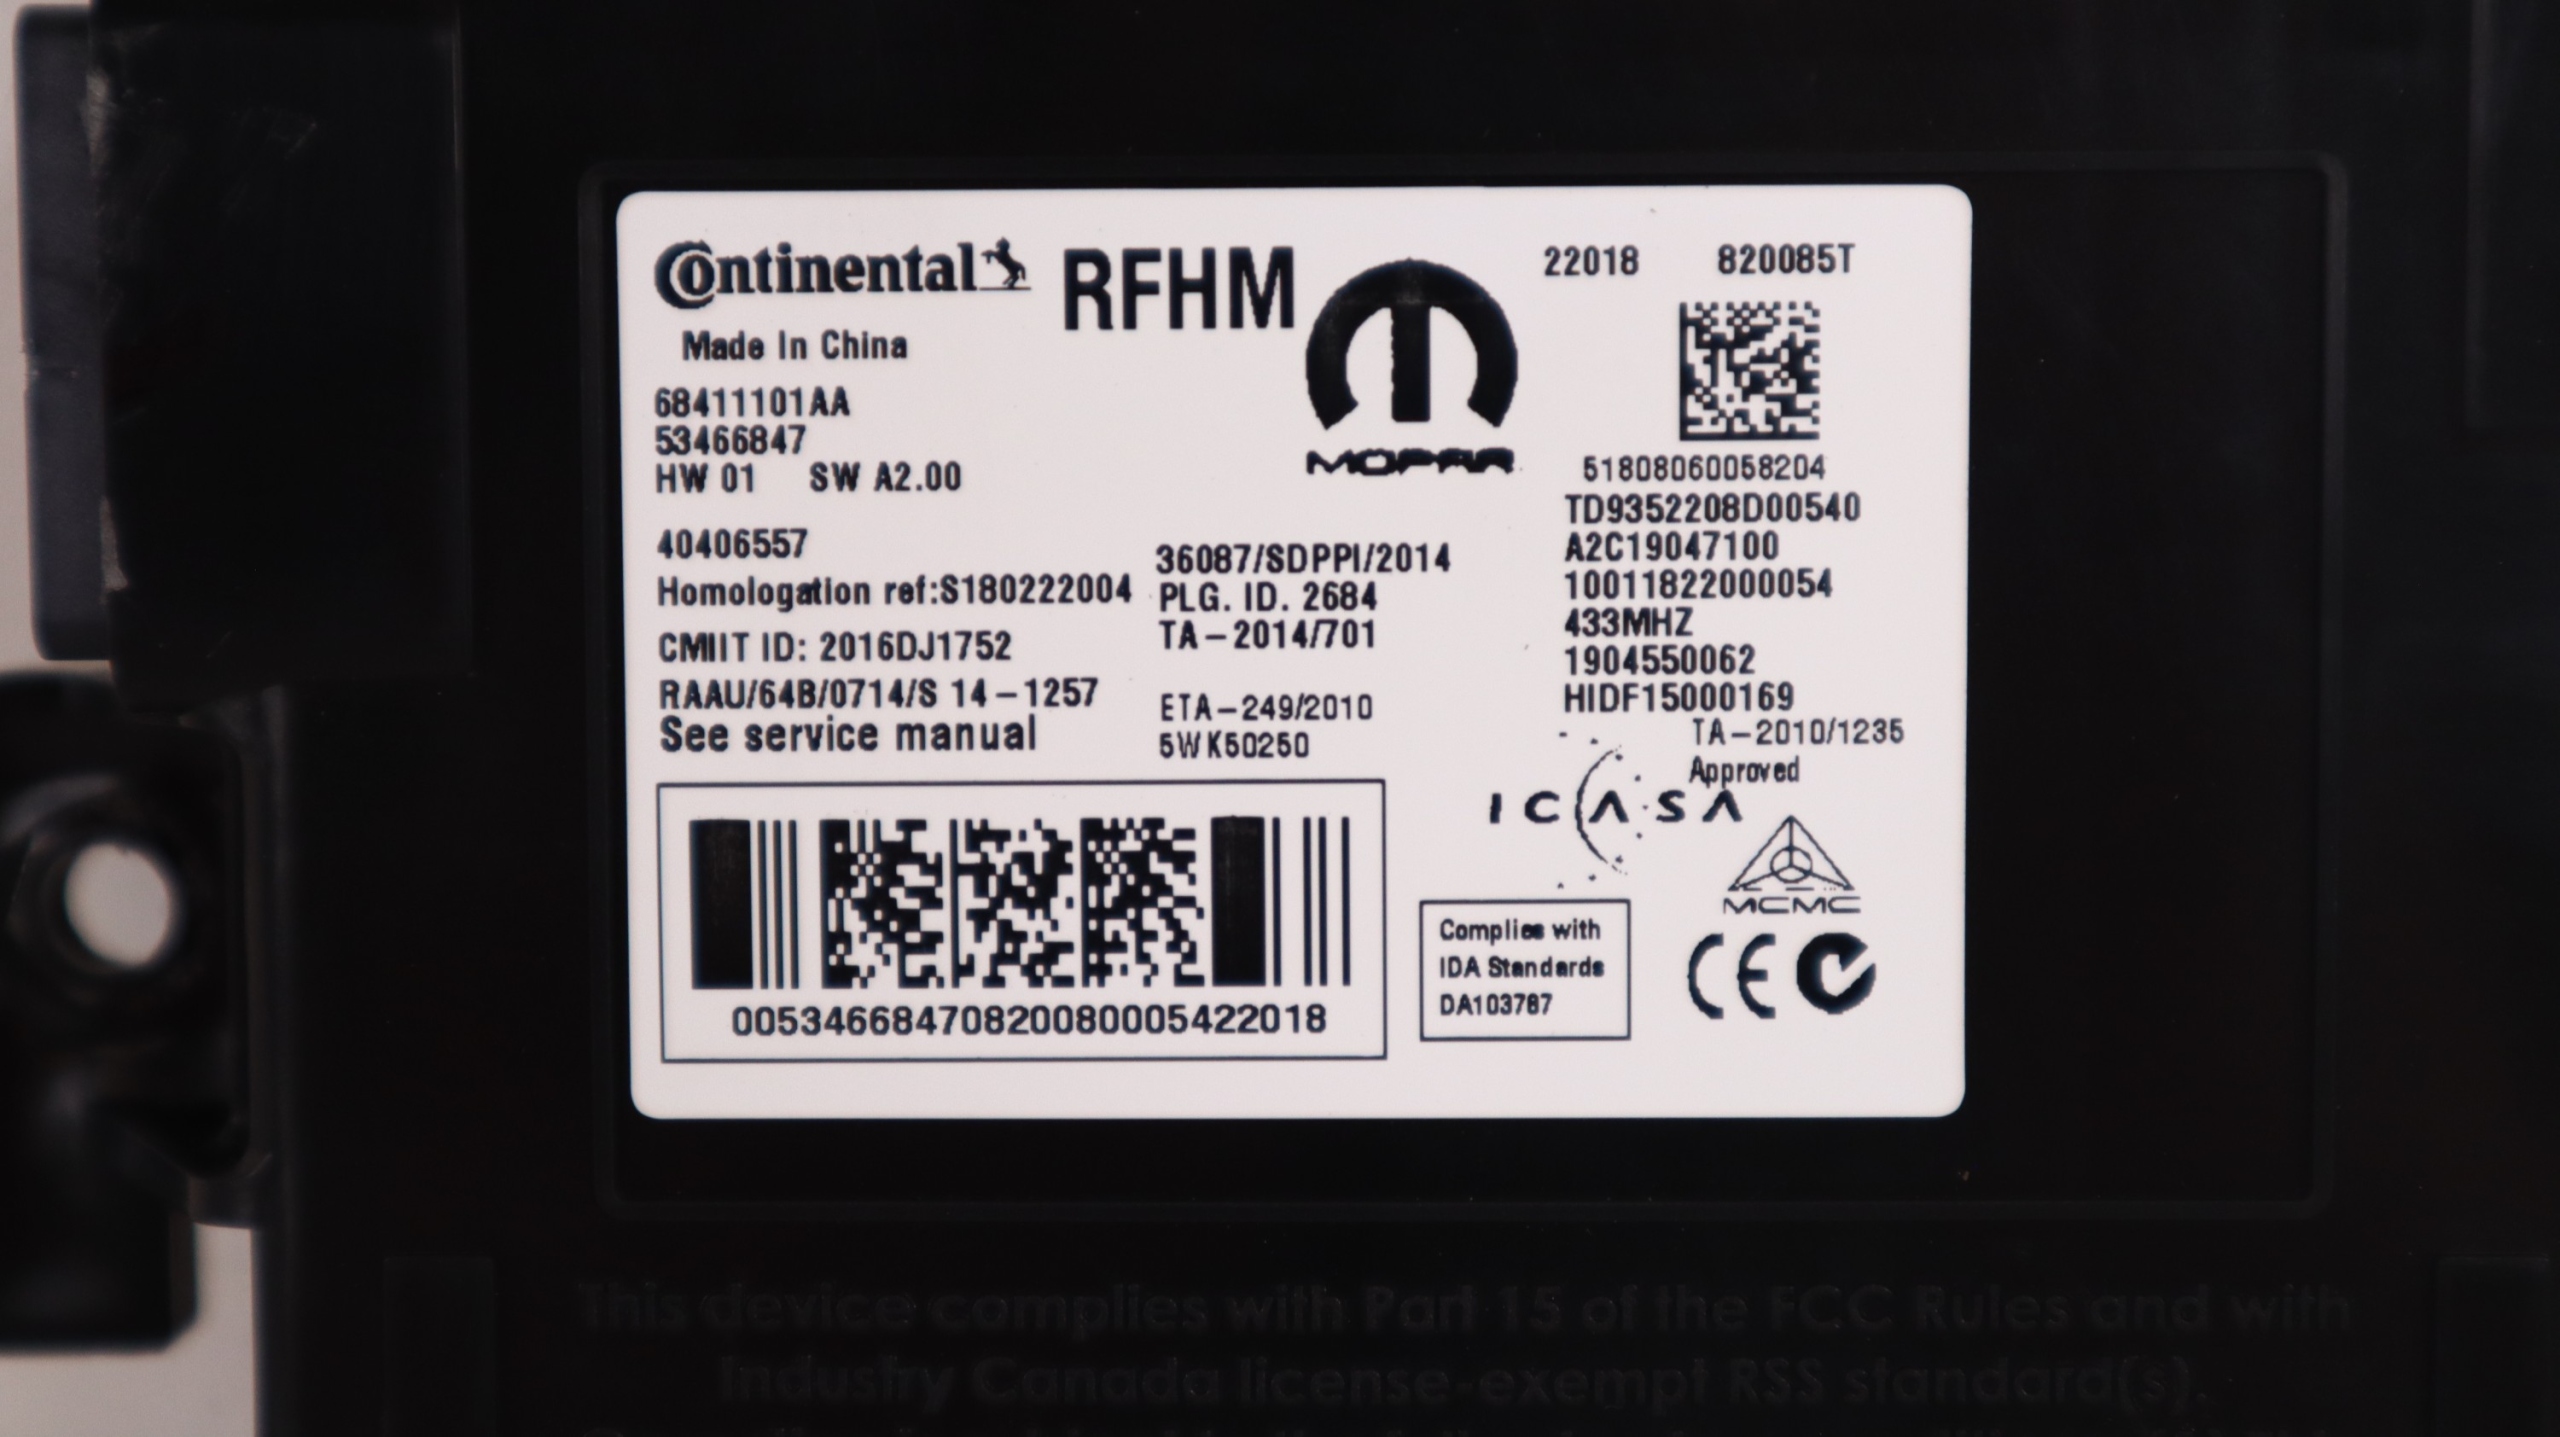 Continental RFHM
22018 820085T
Made In China
MOPAR
68411101AA
53466847
HW 01 SW A2.00
40406557
Homologation ref:S180222004
CMIIT ID: 2016DJ1752
RAAU/64B/0714/S 14-1257
See service manual
36087/SDPPI/2014
PLG. ID. 2684
TA-2014/701
ETA-249/2010
5WK50250
51808060058204
TD9352208D00540
A2C19047100
10011822000054
433MHZ
1904550062
HIDF15000169
TA-2010/1235
Approved
ICASA
MCMC
00534668470820080005422018
Complies with
IDA Standards
DA103787
CE
This device complies with Part 15 of the FCC Rules and with
Industry Canada license-exempt RSS standard(s).